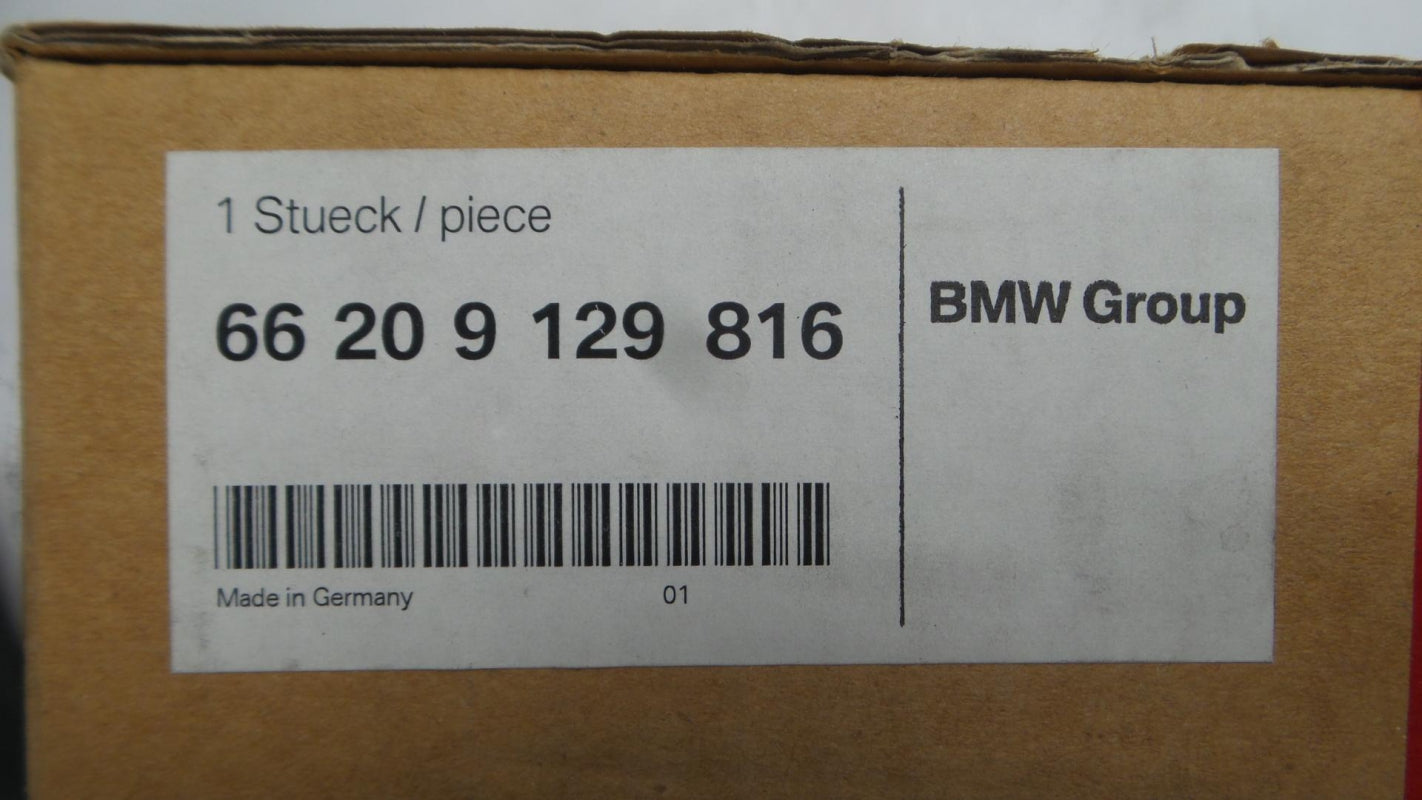 1 Stueck / piece
66 20 9 129 816
BMW Group
Made in Germany 01